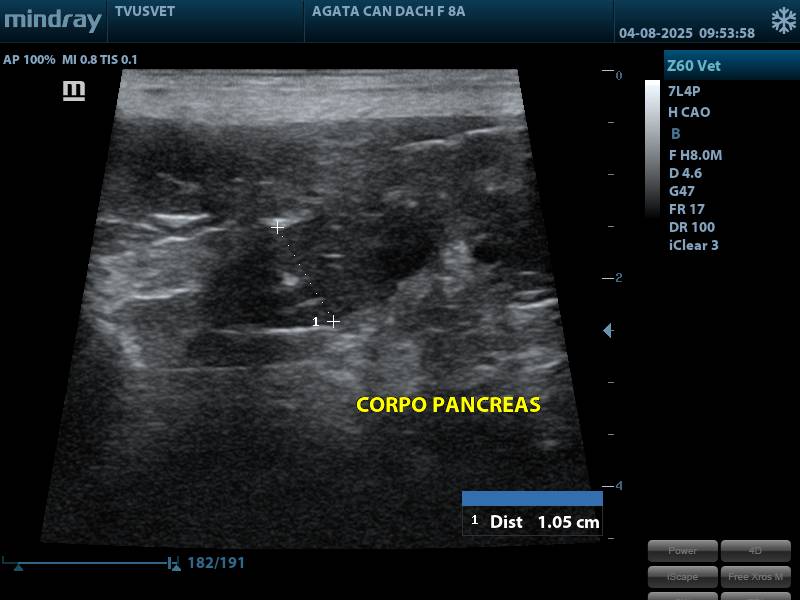 mindray
TVUSVET
AGATA CAN DACH F 8A
04-08-2025 09:53:58
AP 100% MI 0.8 TIS 0.1
m
Z60 Vet
7L4P
H CAO
B
F H8.0M
D 4.6
G47
FR 17
DR 100
iClear 3
0
2
4
1
CORPO PANCREAS
1 Dist 1.05 cm
182/191
Power
4D
iScape
Free Xros M